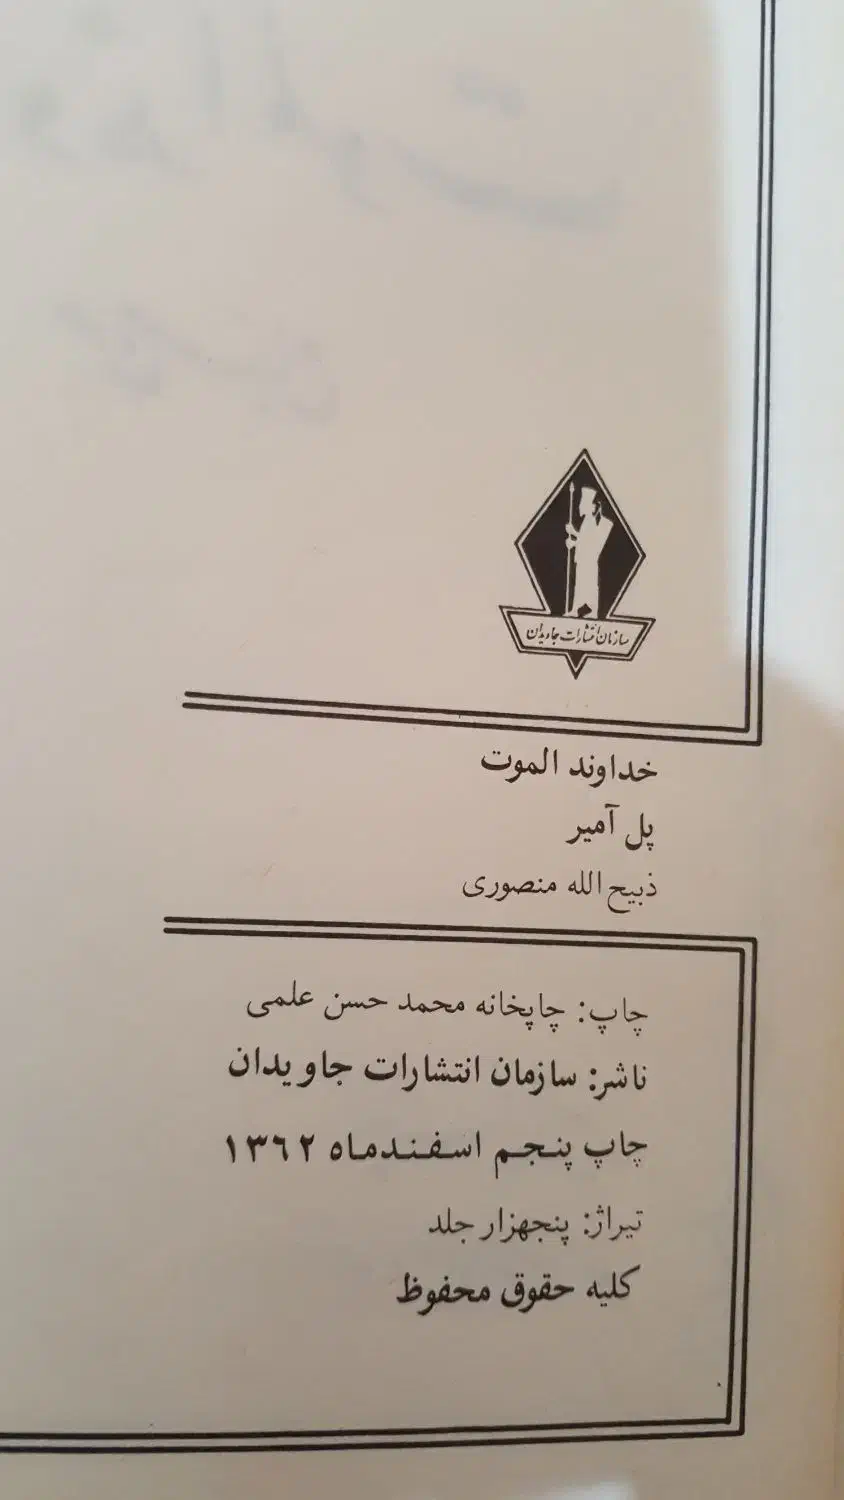 سازمان انتشارات جاویدان
خداوند الموت
پل آمیر
ذبیح الله منصوری
چاپ: چاپخانه محمد حسن علمی
ناشر: سازمان انتشارات جاویدان
چاپ پنجم اسفندماه ۱۳۶۲
تیراژ: پنجهزار جلد
کلیه حقوق محفوظ